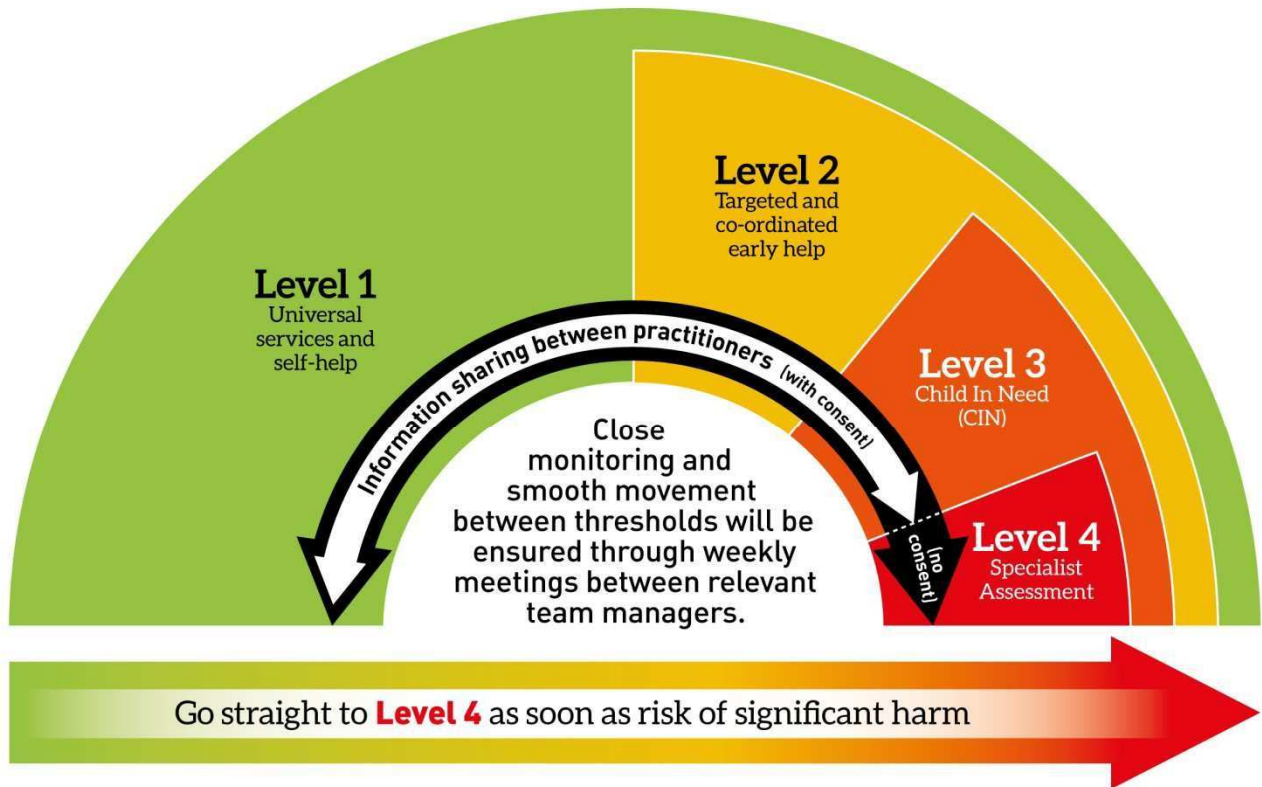 Level 1
Universal
services and
self-help
Level 2
Targeted and
co-ordinated
early help
Level 3
Child In Need
(CIN)
Level 4
Specialist
Assessment
Information sharing between practitioners (with consent)
(no
consent)
Close
monitoring and
smooth movement
between thresholds will be
ensured through weekly
meetings between relevant
team managers.
Go straight to Level 4 as soon as risk of significant harm